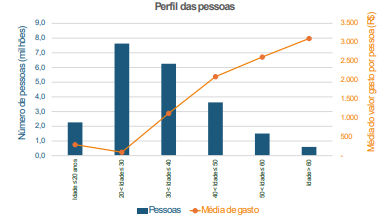 Perfil das pessoas
Número de pessoas (milhões)
9,0
8,0
7,0
6,0
5,0
4,0
3,0
2,0
1,0
0,0
3.500
3.000
2.500
2.000
1.500
1.000
500
-
Média do valor gasto por pessoa (R$)
Idade ≤ 20 anos
20 < Idade ≤ 30
30 < Idade ≤ 40
40 < Idade ≤ 50
50 < Idade ≤ 60
Idade > 60
Pessoas
Média de gasto